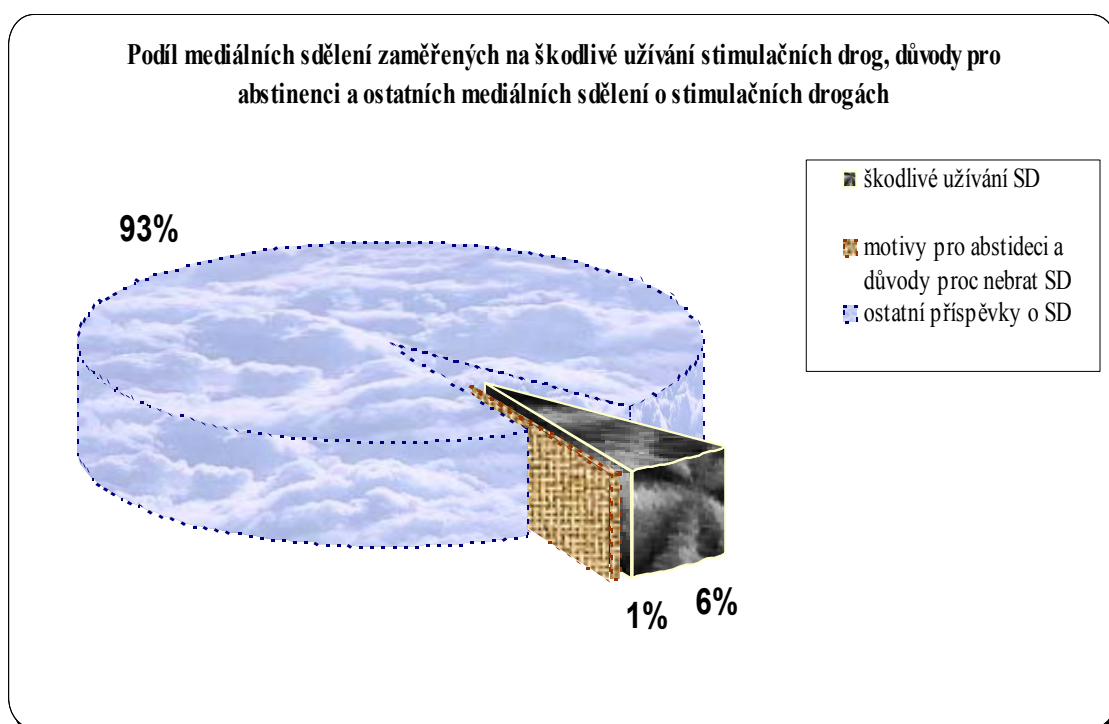 Podíl mediálních sdělení zaměřených na škodlivé užívání stimulačních drog, důvody pro
abstinenci a ostatních mediálních sdělení o stimulačních drogách
škodlivé užívání SD
motivy pro abstideci a
důvody proc nebrat SD
ostatní příspěvky o SD
93%
1%
6%